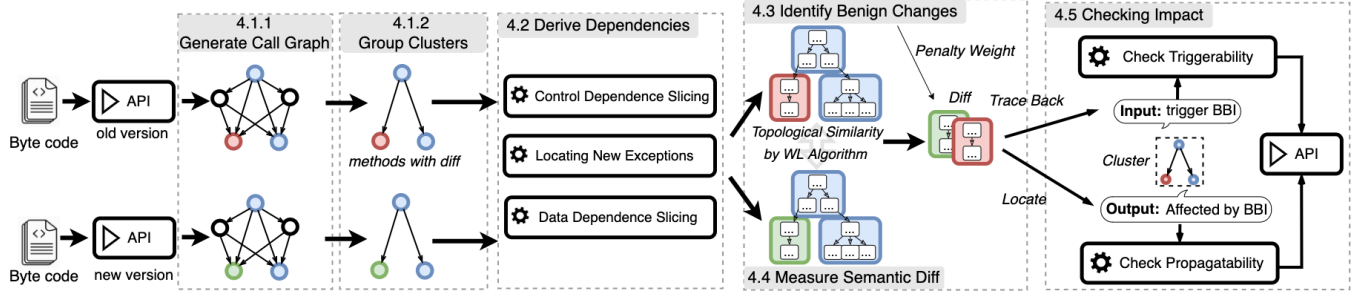 4.1.1
Generate Call Graph
4.1.2
Group Clusters
4.2 Derive Dependencies
4.3 Identify Benign Changes
4.5 Checking Impact
Byte code
API
old version
methods with diff
Control Dependence Slicing
Locating New Exceptions
Data Dependence Slicing
Byte code
API
new version
...
... ...
...
...
...
... ... ...
Topological Similarity
by WL Algorithm
...
... ...
...
...
...
... ... ...
4.4 Measure Semantic Diff
Penalty Weight
Diff
...
...
...
Trace Back
Locate
Check Triggerability
Input: trigger BBI
Cluster
Output: Affected by BBI
Check Propagatability
API